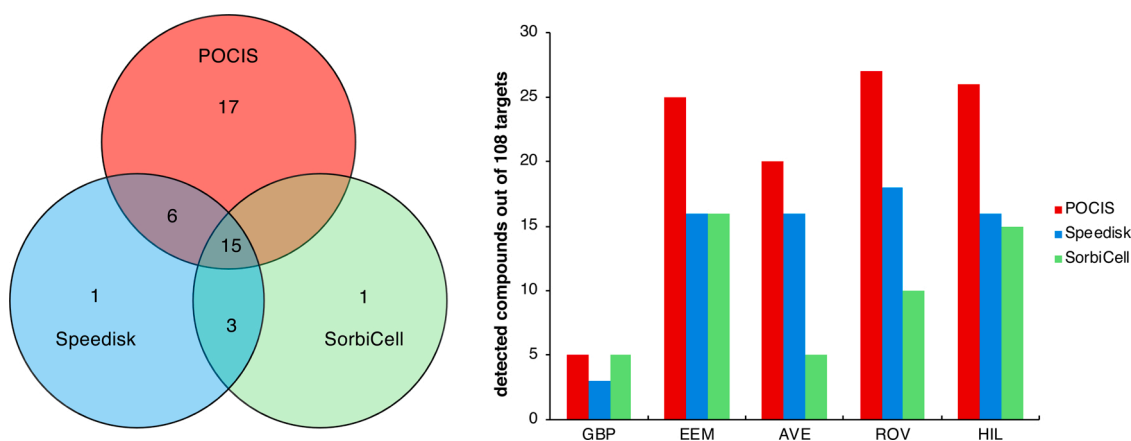 POCIS
17
6
15
1
1
3
Speedisk
SorbiCell
detected compounds out of 108 targets
30
25
20
15
10
5
0
GBP
EEM
AVE
ROV
HIL
POCIS
Speedisk
SorbiCell